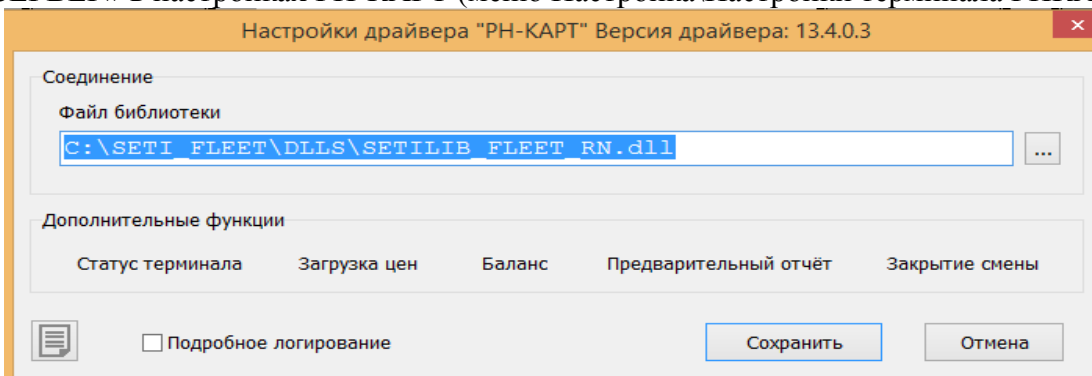 Настройки драйвера "РН-КАРТ" Версия драйвера: 13.4.0.3
Соединение
Файл библиотеки
C:\SETI_FLEET\DLLS\SETILIB_FLEET_RN.dll
...
Дополнительные функции
Статус терминала Загрузка цен Баланс Предварительный отчёт Закрытие смены
Подробное логирование Сохранить Отмена